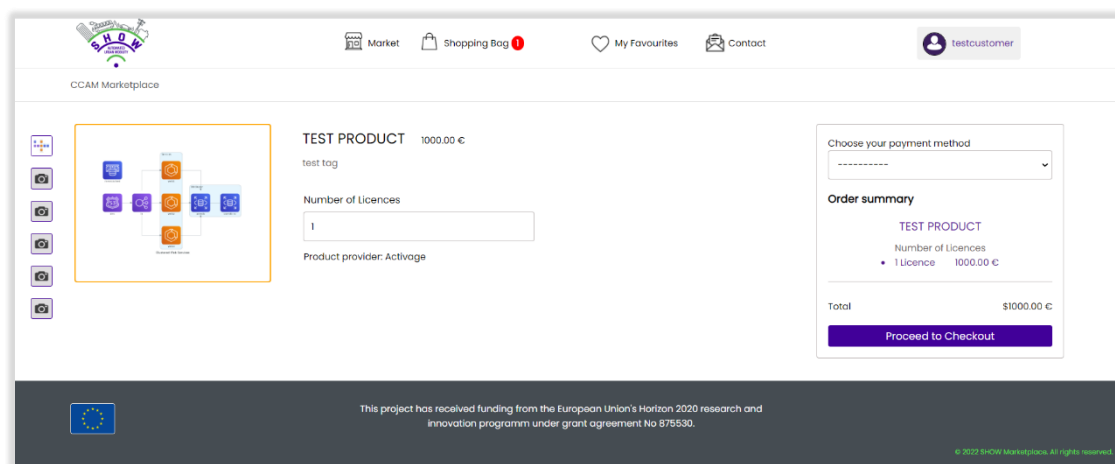 SHOW
Market
Shopping Bag 1
My Favourites
Contact
testcustomer
CCAM Marketplace
TEST PRODUCT 1000.00 €
test tag
Number of Licences
1
Product provider: Activage
Choose your payment method
----------
Order summary
TEST PRODUCT
Number of Licences
• 1 Licence 1000.00 €
Total $1000.00 €
Proceed to Checkout
This project has received funding from the European Union's Horizon 2020 research and
innovation programm under grant agreement No 875530.
© 2022 SHOW Marketplace. All rights reserved.